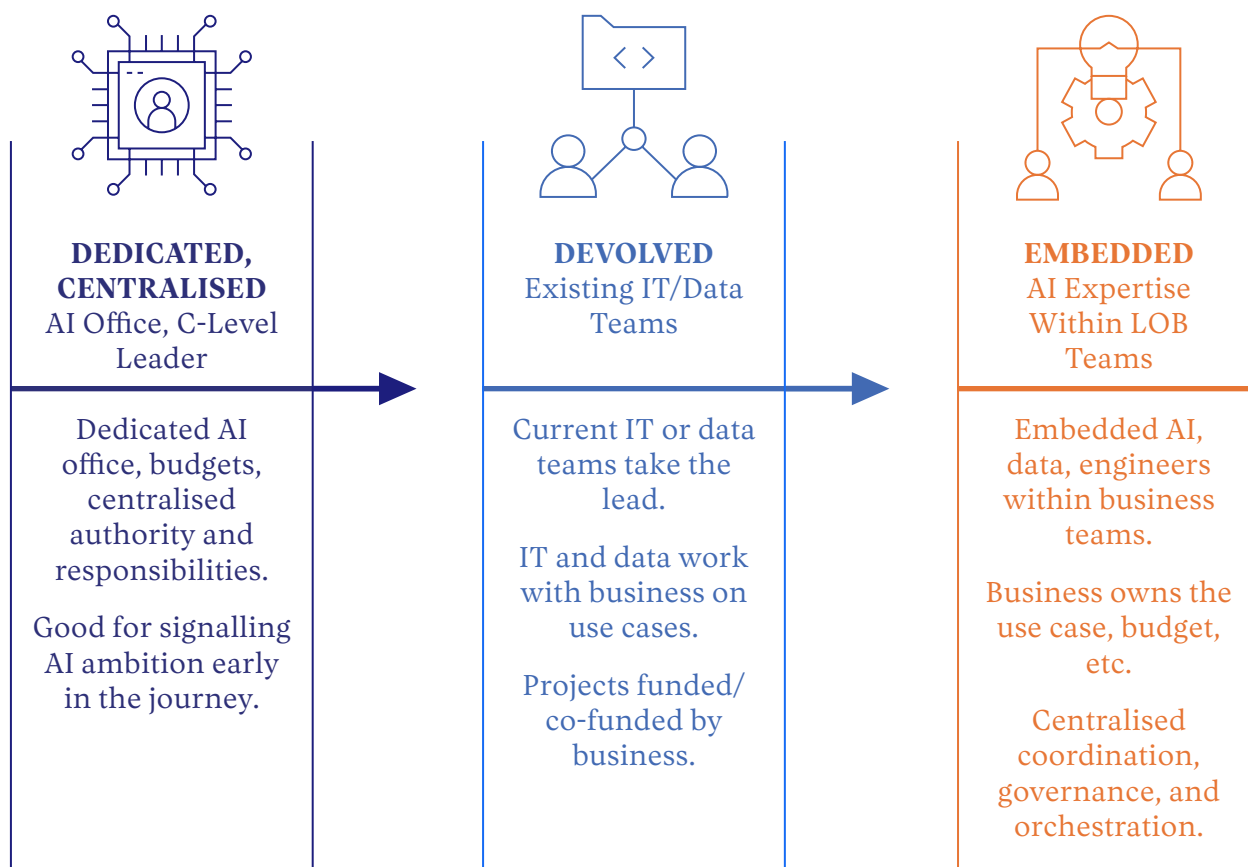 DEDICATED,
CENTRALISED
AI Office, C-Level
Leader
Dedicated AI
office, budgets,
centralised
authority and
responsibilities.
Good for signalling
AI ambition early
in the journey.
DEVOLVED
Existing IT/Data
Teams
Current IT or data
teams take the
lead.
IT and data work
with business on
use cases.
Projects funded/
co-funded by
business.
EMBEDDED
AI Expertise
Within LOB
Teams
Embedded AI,
data, engineers
within business
teams.
Business owns the
use case, budget,
etc.
Centralised
coordination,
governance, and
orchestration.